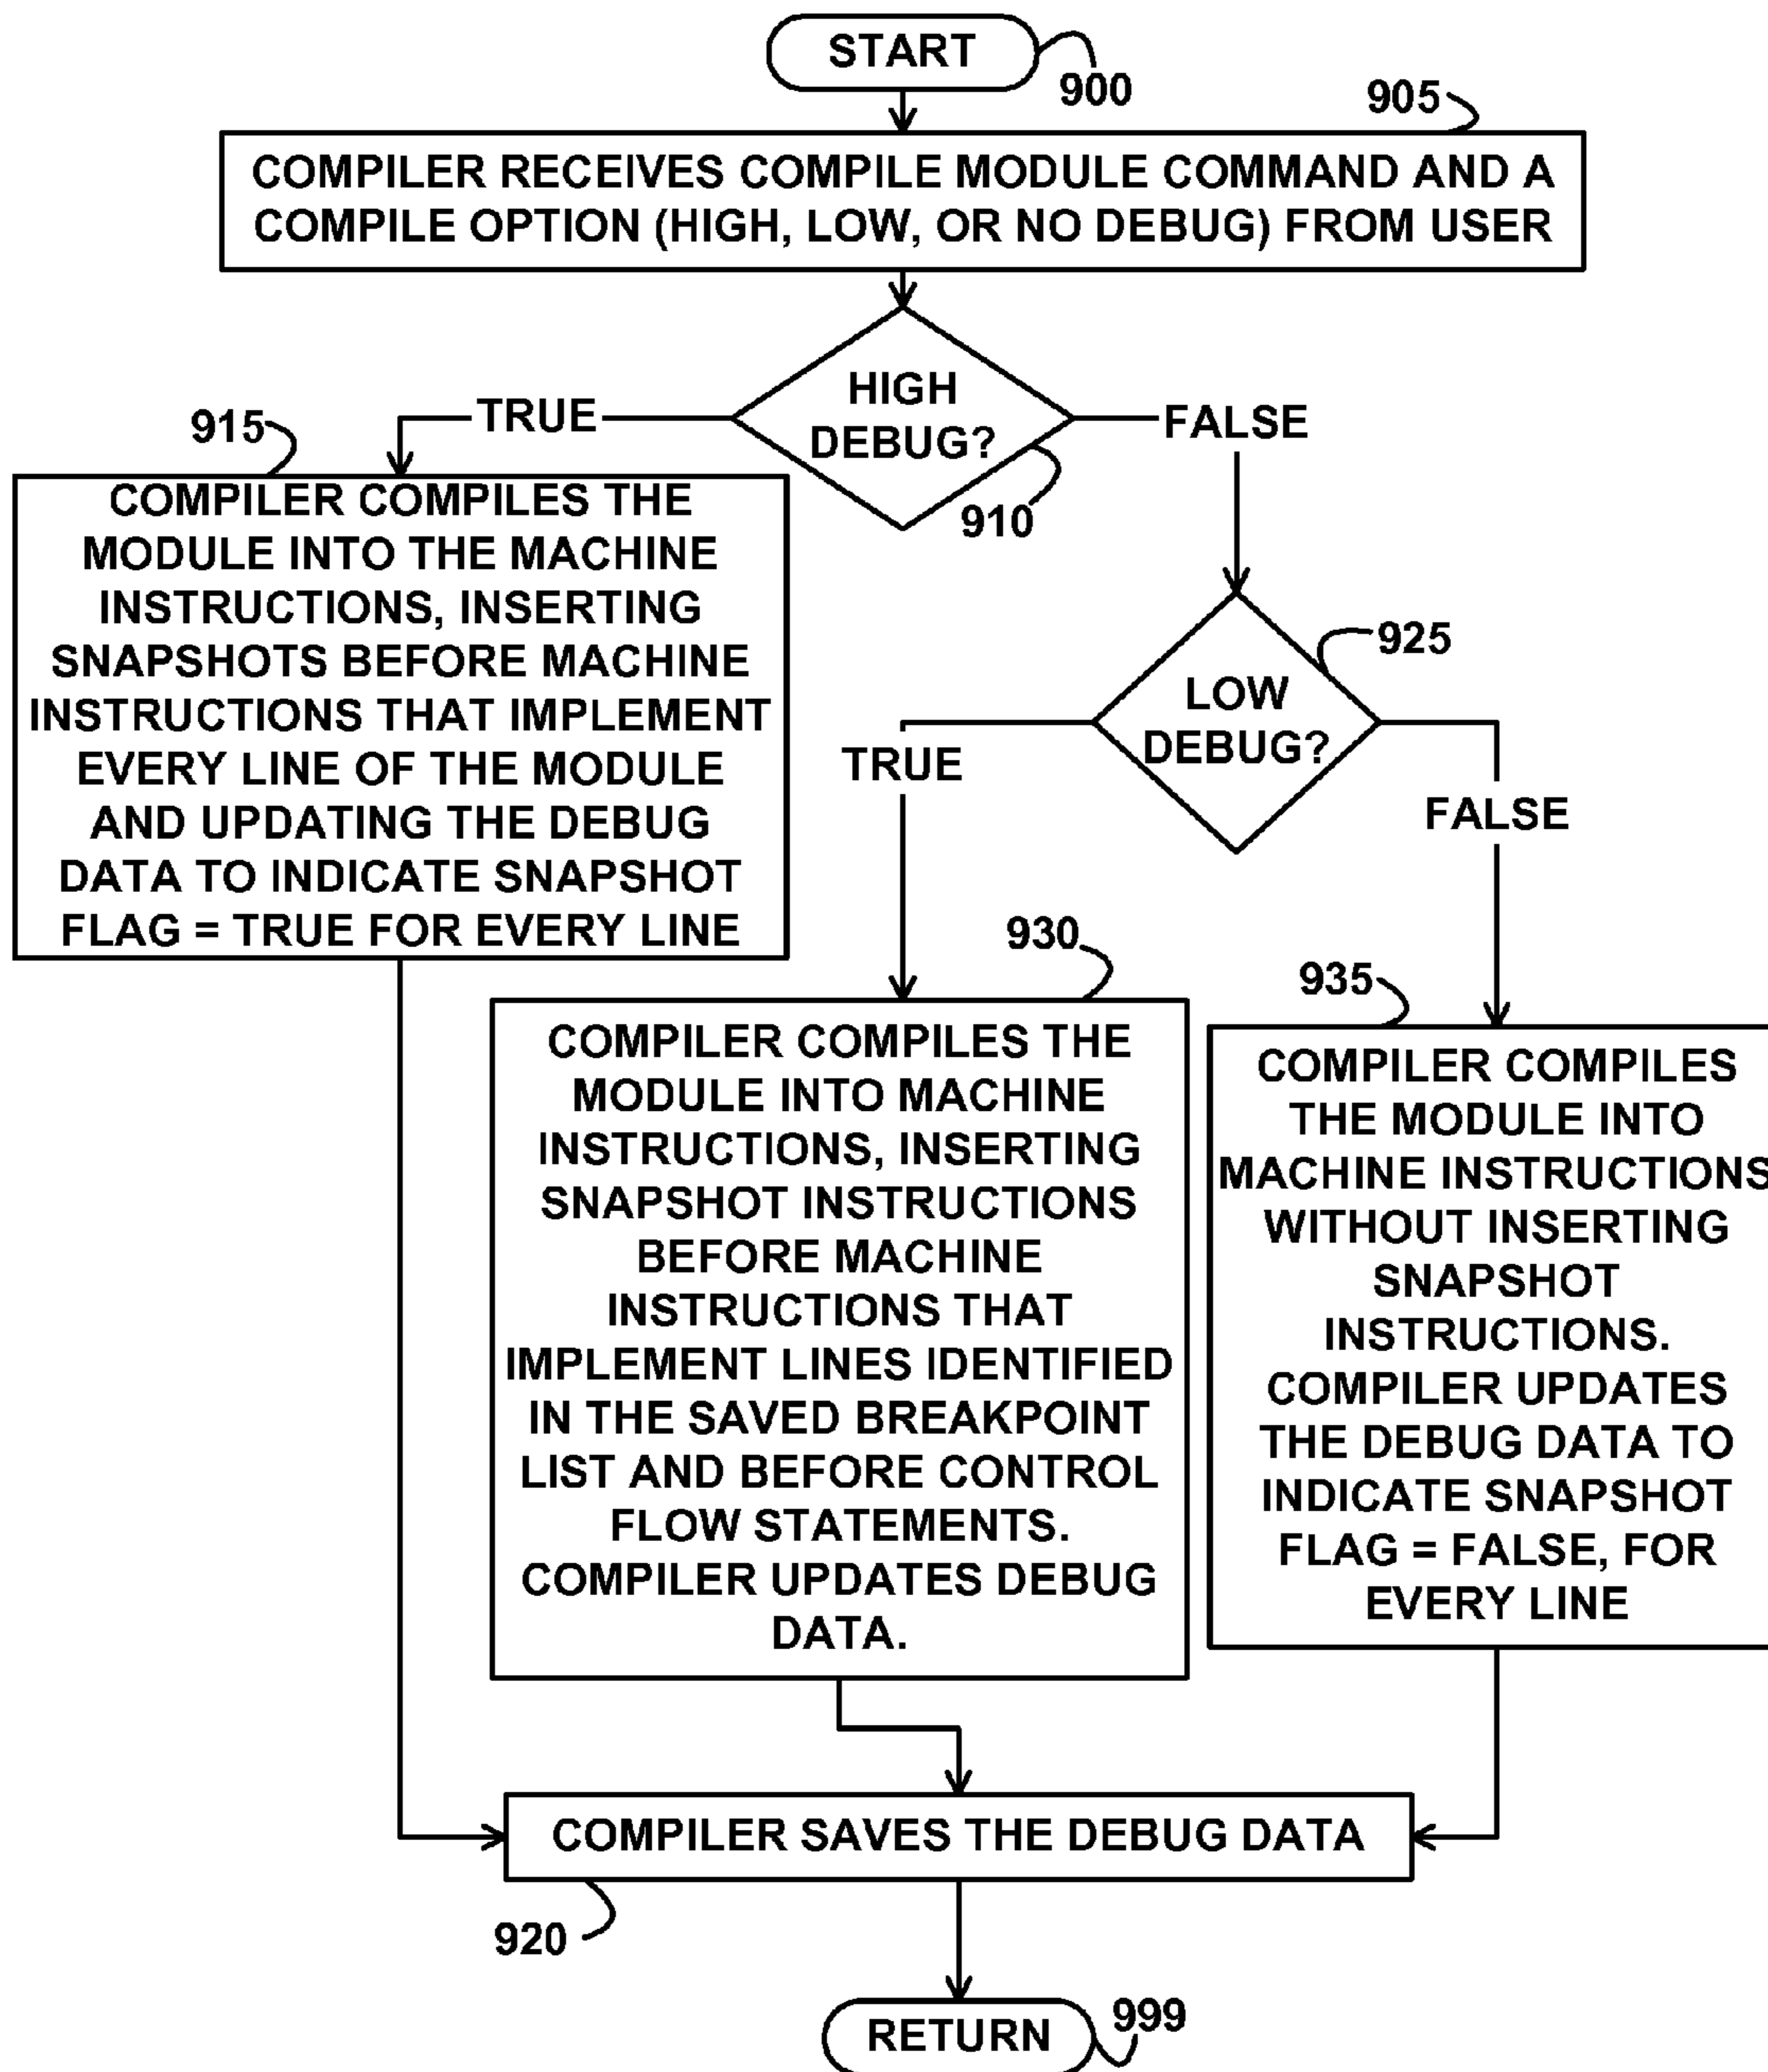 START
900
905
COMPILER RECEIVES COMPILE MODULE COMMAND AND A
COMPILE OPTION (HIGH, LOW, OR NO DEBUG) FROM USER
HIGH
DEBUG?
910
TRUE
FALSE
915
COMPILER COMPILES THE
MODULE INTO THE MACHINE
INSTRUCTIONS, INSERTING
SNAPSHOTS BEFORE MACHINE
INSTRUCTIONS THAT IMPLEMENT
EVERY LINE OF THE MODULE
AND UPDATING THE DEBUG
DATA TO INDICATE SNAPSHOT
FLAG = TRUE FOR EVERY LINE
925
LOW
DEBUG?
TRUE
FALSE
930
COMPILER COMPILES THE
MODULE INTO MACHINE
INSTRUCTIONS, INSERTING
SNAPSHOT INSTRUCTIONS
BEFORE MACHINE
INSTRUCTIONS THAT
IMPLEMENT LINES IDENTIFIED
IN THE SAVED BREAKPOINT
LIST AND BEFORE CONTROL
FLOW STATEMENTS.
COMPILER UPDATES DEBUG
DATA.
935
COMPILER COMPILES
THE MODULE INTO
MACHINE INSTRUCTIONS
WITHOUT INSERTING
SNAPSHOT
INSTRUCTIONS.
COMPILER UPDATES
THE DEBUG DATA TO
INDICATE SNAPSHOT
FLAG = FALSE, FOR
EVERY LINE
COMPILER SAVES THE DEBUG DATA
920
RETURN
999